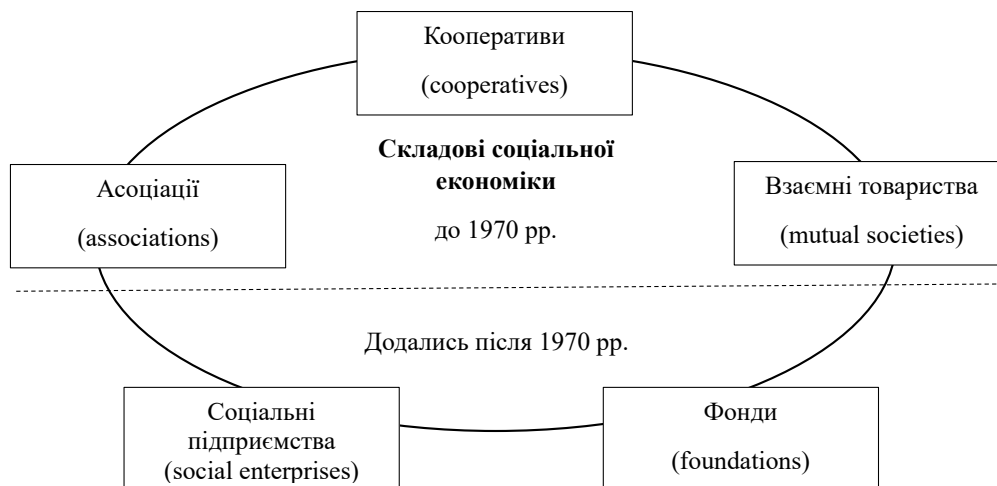 Кооперативи
(cooperatives)
Складові соціальної
економіки
до 1970 рр.
Асоціації
(associations)
Взаємні товариства
(mutual societies)
Додались після 1970 рр.
Соціальні
підприємства
(social enterprises)
Фонди
(foundations)